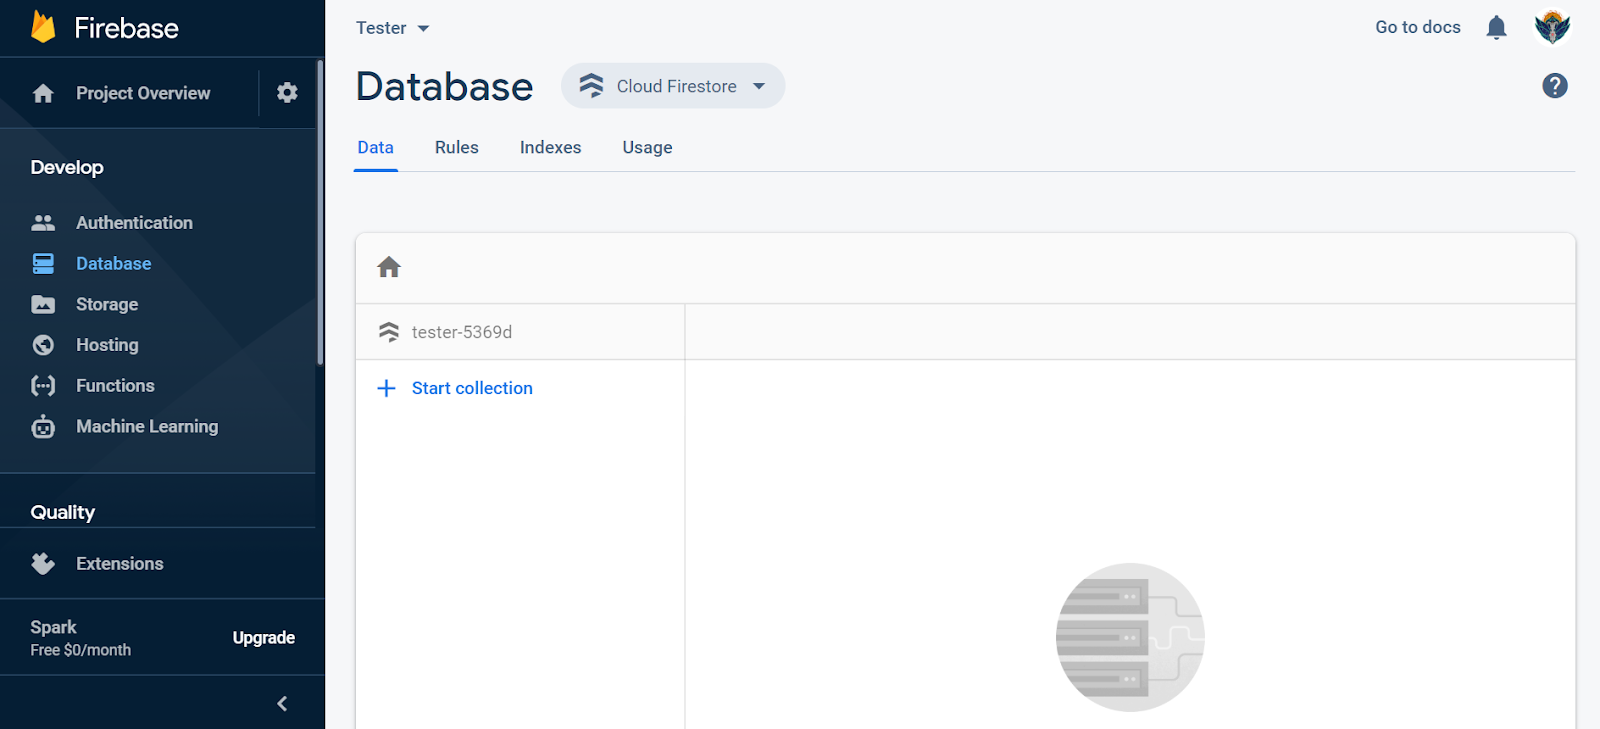 Firebase
Project Overview
Develop
Authentication
Database
Storage
Hosting
Functions
Machine Learning
Quality
Extensions
Spark
Free $0/month
Upgrade
Tester
Go to docs
Database
Cloud Firestore
Data
Rules
Indexes
Usage
tester-5369d
Start collection